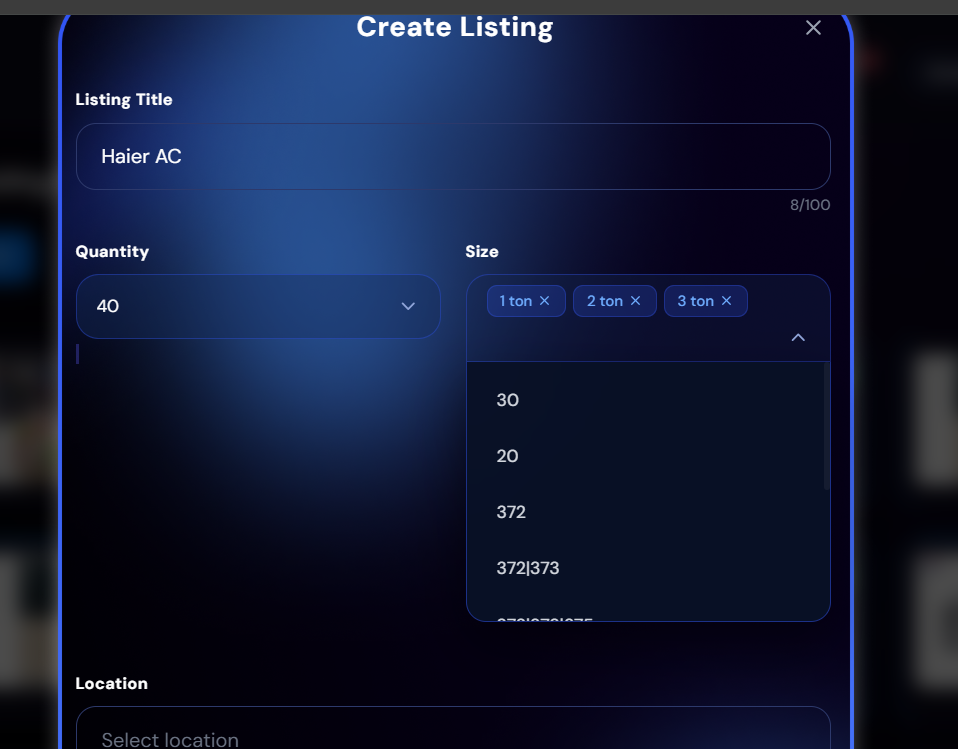 Create Listing
Listing Title
Haier AC
8/100
Quantity
Size
40
1 ton
2 ton
3 ton
30
20
372
372|373
Location
Select location